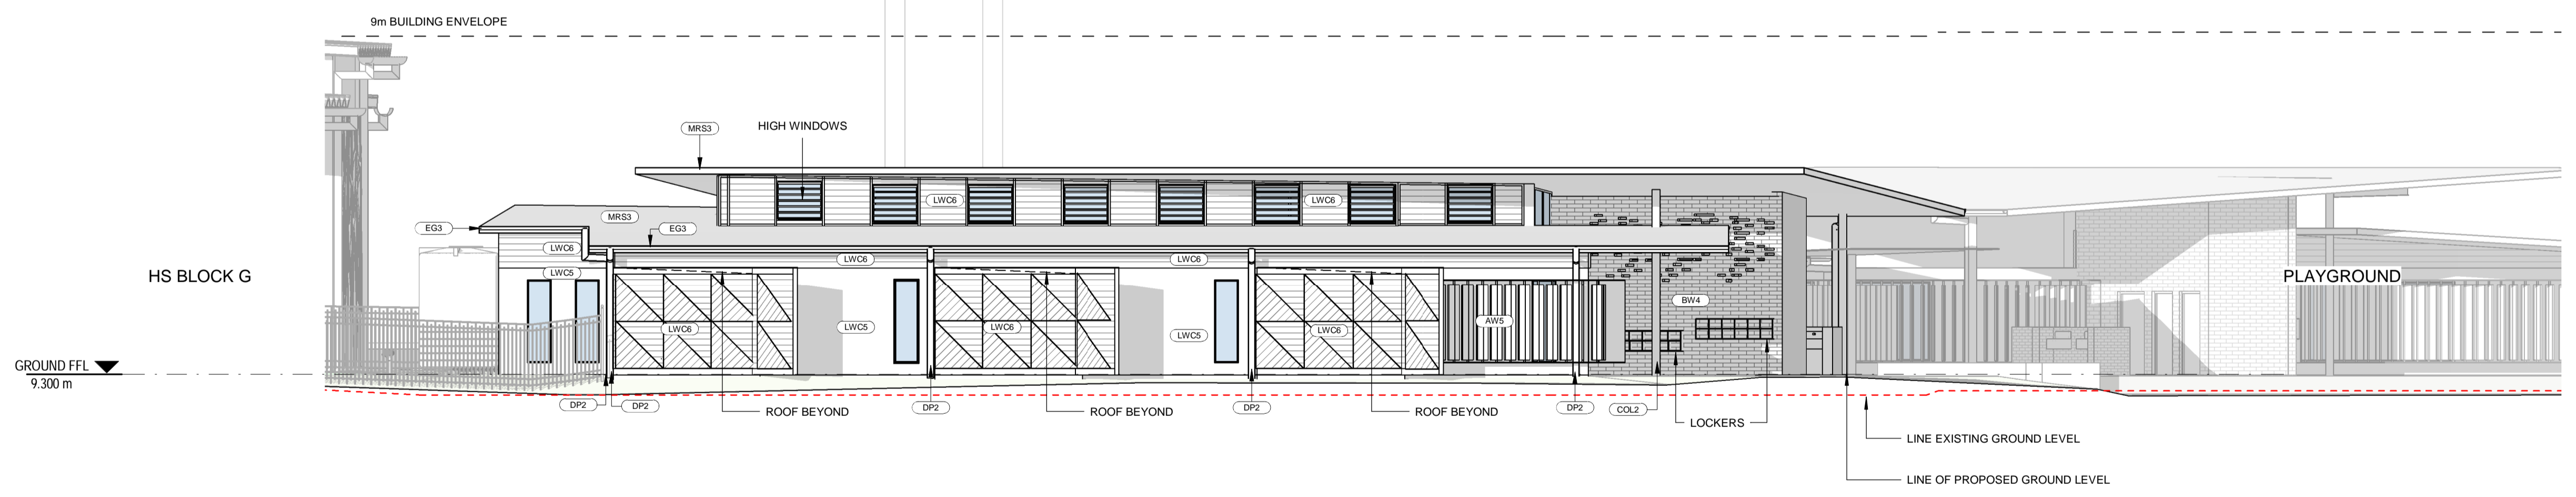 9m BUILDING ENVELOPE
MRS3
HIGH WINDOWS
LWC6
LWC6
MRS3
EG3
EG3
LWC6
LWC6
LWC6
LWC5
HS BLOCK G
PLAYGROUND
BW4
LWC6
LWC5
LWC6
LWC5
LWC6
AW5
GROUND FFL
9.300 m
DP2
DP2
ROOF BEYOND
DP2
ROOF BEYOND
DP2
ROOF BEYOND
DP2
COL2
LOCKERS
LINE EXISTING GROUND LEVEL
LINE OF PROPOSED GROUND LEVEL